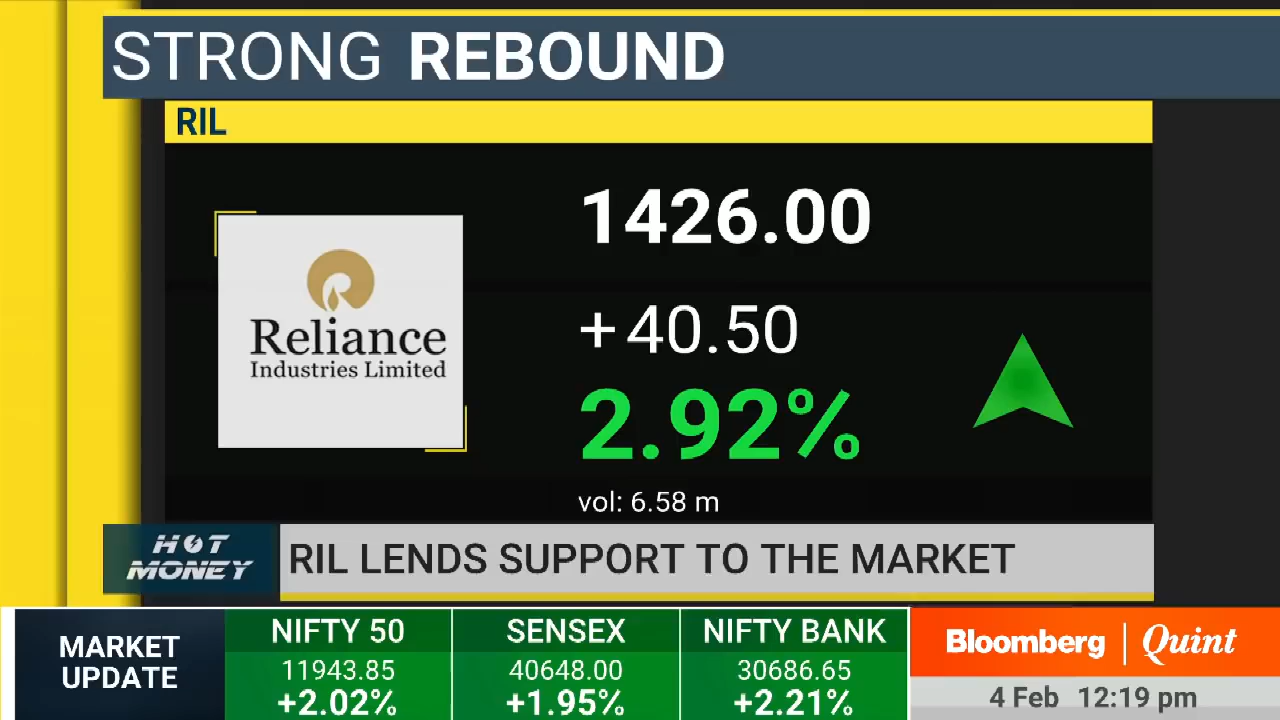 STRONG REBOUND
RIL
1426.00
Reliance
Industries Limited
+40.50
2.92%
vol: 6.58 m
HOT
MONEY
RIL LENDS SUPPORT TO THE MARKET
MARKET
UPDATE
NIFTY 50
11943.85
+2.02%
SENSEX
40648.00
+1.95%
NIFTY BANK
30686.65
+2.21%
Bloomberg | Quint
4 Feb 12:19 pm